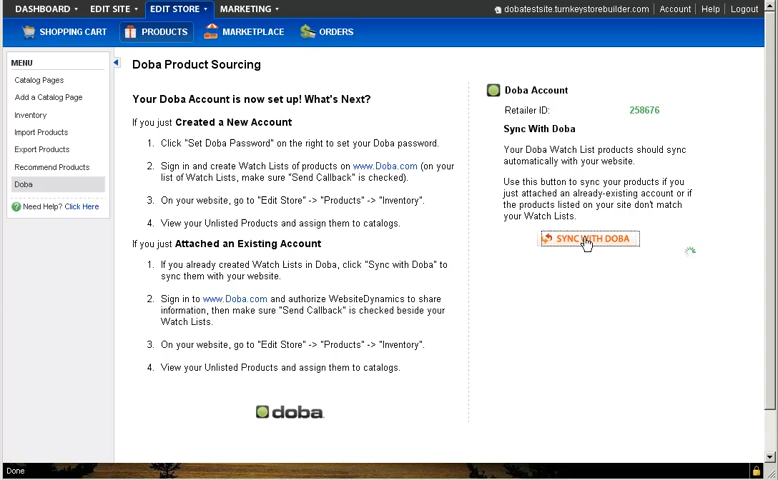 DASHBOARD EDIT SITE EDIT STORE MARKETING dobatestsite.turnkeystorebuilder.com Account Help Logout
SHOPPING CART PRODUCTS MARKETPLACE ORDERS
MENU
Catalog Pages
Add a Catalog Page
Inventory
Import Products
Export Products
Recommend Products
Doba
Need Help? Click Here
Doba Product Sourcing
Your Doba Account is now set up! What's Next?
If you just Created a New Account
1. Click "Set Doba Password" on the right to set your Doba password.
2. Sign in and create Watch Lists of products on www.Doba.com (on your
list of Watch Lists, make sure "Send Callback" is checked).
3. On your website, go to "Edit Store" -> "Products" -> "Inventory".
4. View your Unlisted Products and assign them to catalogs.
If you just Attached an Existing Account
1. If you already created Watch Lists in Doba, click "Sync with Doba" to
sync them with your website.
2. Sign in to www.Doba.com and authorize WebsiteDynamics to share
information, then make sure "Send Callback" is checked beside your
Watch Lists.
3. On your website, go to "Edit Store" -> "Products" -> "Inventory".
4. View your Unlisted Products and assign them to catalogs.
doba
Doba Account
Retailer ID: 258676
Sync With Doba
Your Doba Watch List products should sync
automatically with your website.
Use this button to sync your products if you
just attached an already-existing account or if
the products listed on your site don't match
your Watch Lists.
SYNC WITH DOBA
Done